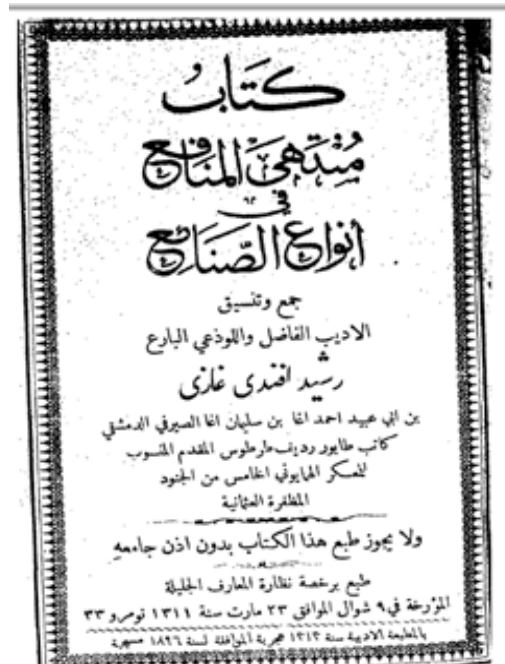 كتاب
منتهى المنافع
في
أنواع الصنائع
جمع وتنسيق
الاديب الفاضل واللوذعي البارع
رشيد افندى غازى
بن ابي عبيد احمد اغا بن سليمان اغا الصيرفي الدمشقي
كاتب طابور رديف طرطوس المقدم المنسوب
للمعسكر الهمايوني الخامس من الجنود
المظفرة العثمانية
ولا يجوز طبع هذا الكتاب بدون اذن جامعه
طبع برخصة نظارة المعارف الجليلة
المؤرخة في ٩ شوال الموافق ٢٣ مارت سنة ١٣١١ نومرو ٣٣
بالمطبعة الادبية سنة ١٣١٣ هجرية الموافقة لسنة ١٨٩٦ مسيحية